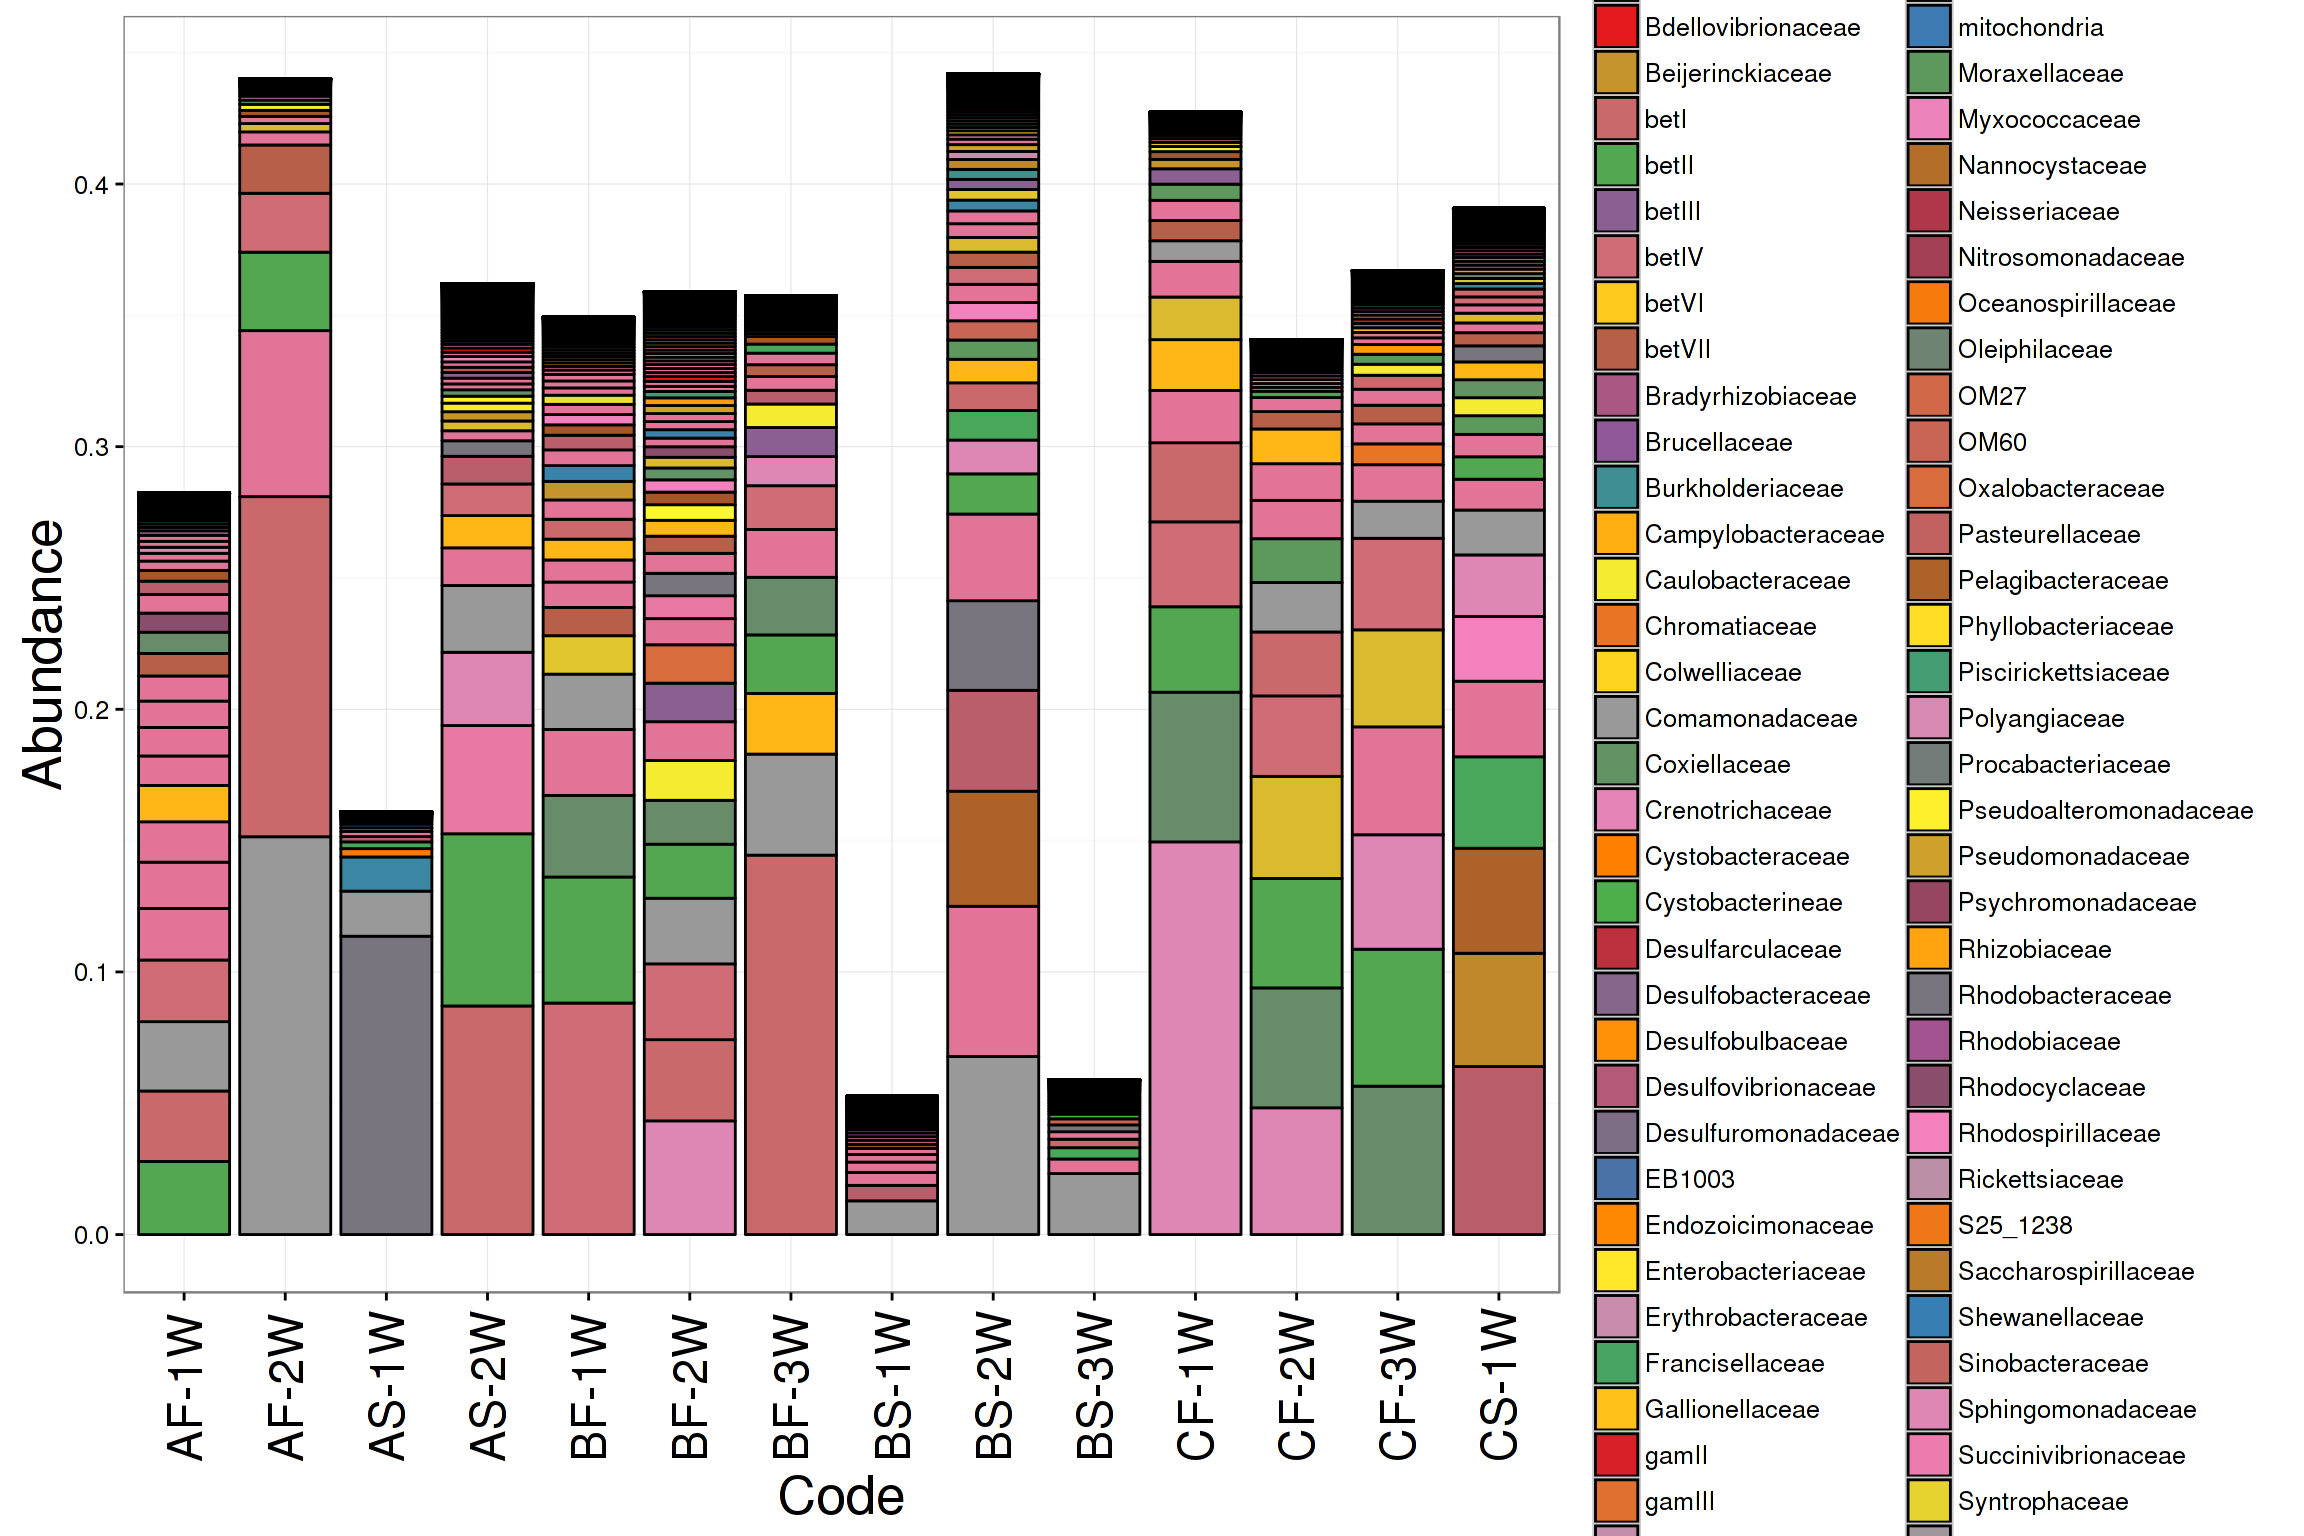 Abundance
0.4
0.3
0.2
0.1
0.0
AF-1W
AF-2W
AS-1W
AS-2W
BF-1W
BF-2W
BF-3W
BS-1W
BS-2W
BS-3W
CF-1W
CF-2W
CF-3W
CS-1W
Code
Bdellovibrionaceae
Beijerinckiaceae
betI
betII
betIII
betIV
betVI
betVII
Bradyrhizobiaceae
Brucellaceae
Burkholderiaceae
Campylobacteraceae
Caulobacteraceae
Chromatiaceae
Colwelliaceae
Comamonadaceae
Coxiellaceae
Crenotrichaceae
Cystobacteraceae
Cystobacterineae
Desulfarculaceae
Desulfobacteraceae
Desulfobulbaceae
Desulfovibrionaceae
Desulfuromonadaceae
EB1003
Endozoicimonaceae
Enterobacteriaceae
Erythrobacteraceae
Francisellaceae
Gallionellaceae
gamII
gamIII
mitochondria
Moraxellaceae
Myxococcaceae
Nannocystaceae
Neisseriaceae
Nitrosomonadaceae
Oceanospirillaceae
Oleiphilaceae
OM27
OM60
Oxalobacteraceae
Pasteurellaceae
Pelagibacteraceae
Phyllobacteriaceae
Piscirickettsiaceae
Polyangiaceae
Procabacteriaceae
Pseudoalteromonadaceae
Pseudomonadaceae
Psychromonadaceae
Rhizobiaceae
Rhodobacteraceae
Rhodobiaceae
Rhodocyclaceae
Rhodospirillaceae
Rickettsiaceae
S25_1238
Saccharospirillaceae
Shewanellaceae
Sinobacteraceae
Sphingomonadaceae
Succinivibrionaceae
Syntrophaceae